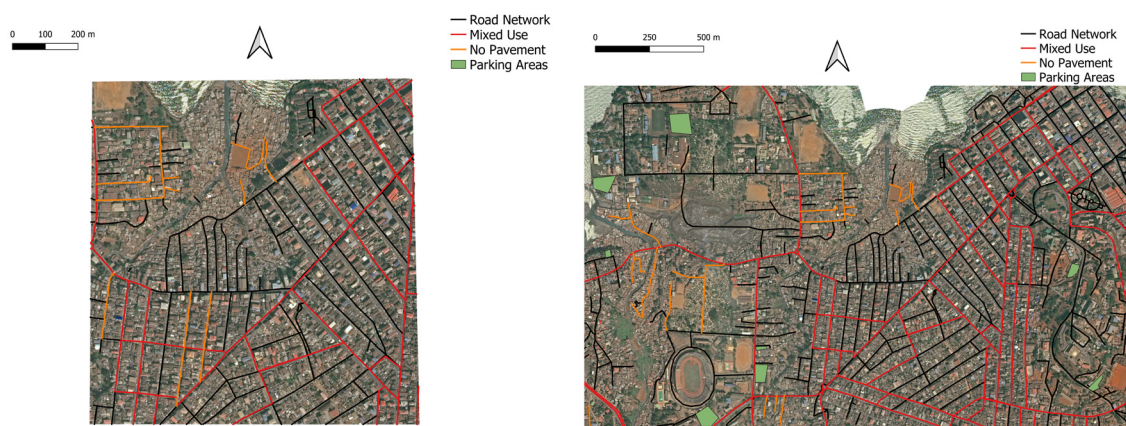 0 100 200 m
Road Network
Mixed Use
No Pavement
Parking Areas
0 250 500 m
Road Network
Mixed Use
No Pavement
Parking Areas